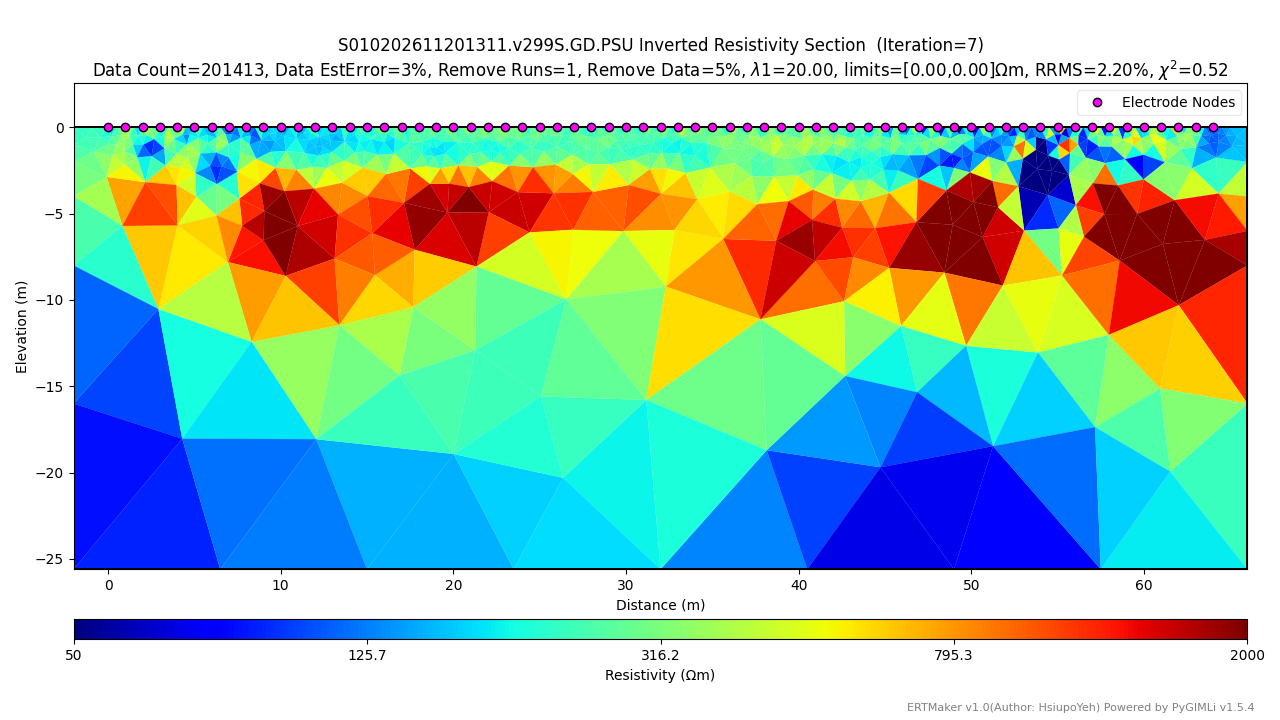 S010202611201311.v299S.GD.PSU Inverted Resistivity Section (Iteration=7)
Data Count=201413, Data EstError=3%, Remove Runs=1, Remove Data=5%, λ1=20.00, limits=[0.00,0.00]Ωm, RRMS=2.20%, χ²=0.52
Electrode Nodes
0
−5
−10
−15
−20
−25
Elevation (m)
0 10 20 30 40 50 60
Distance (m)
50 125.7 316.2 795.3 2000
Resistivity (Ωm)
ERTMaker v1.0(Author: HsiupoYeh) Powered by PyGIMLi v1.5.4